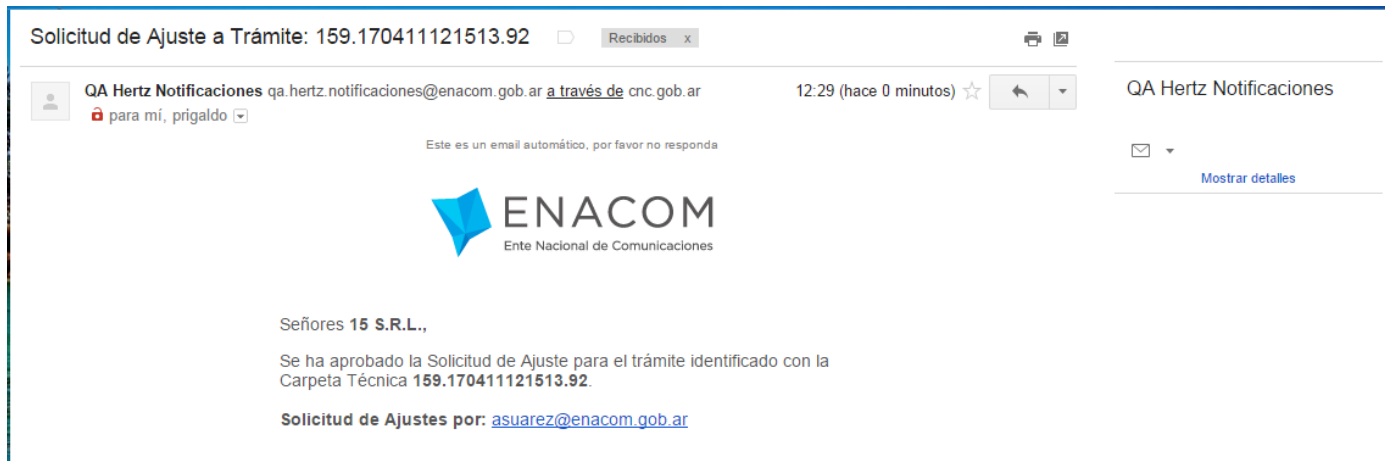 Solicitud de Ajuste a Trámite: 159.170411121513.92 Recibidos x
QA Hertz Notificaciones qa.hertz.notificaciones@enacom.gob.ar a través de cnc.gob.ar 12:29 (hace 0 minutos)
para mí, prigaldo
QA Hertz Notificaciones
Mostrar detalles
Este es un email automático, por favor no responda
ENACOM
Ente Nacional de Comunicaciones
Señores 15 S.R.L.,
Se ha aprobado la Solicitud de Ajuste para el trámite identificado con la
Carpeta Técnica 159.170411121513.92.
Solicitud de Ajustes por: asuarez@enacom.gob.ar